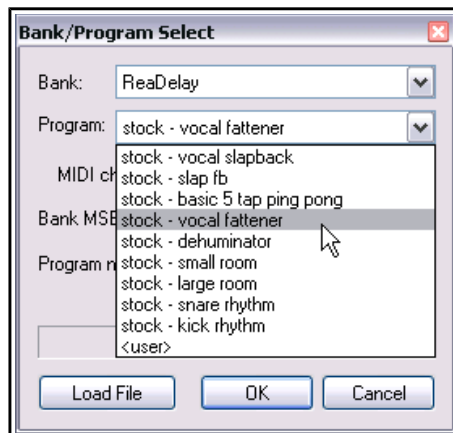 Bank/Program Select
Bank: ReaDelay
Program: stock - vocal fattener
stock - vocal slapback
MIDI ch
stock - slap fb
stock - basic 5 tap ping pong
Bank MSB stock - vocal fattener
stock - dehuminator
Program n stock - small room
stock - large room
stock - snare rhythm
stock - kick rhythm
<user>
Load File OK Cancel